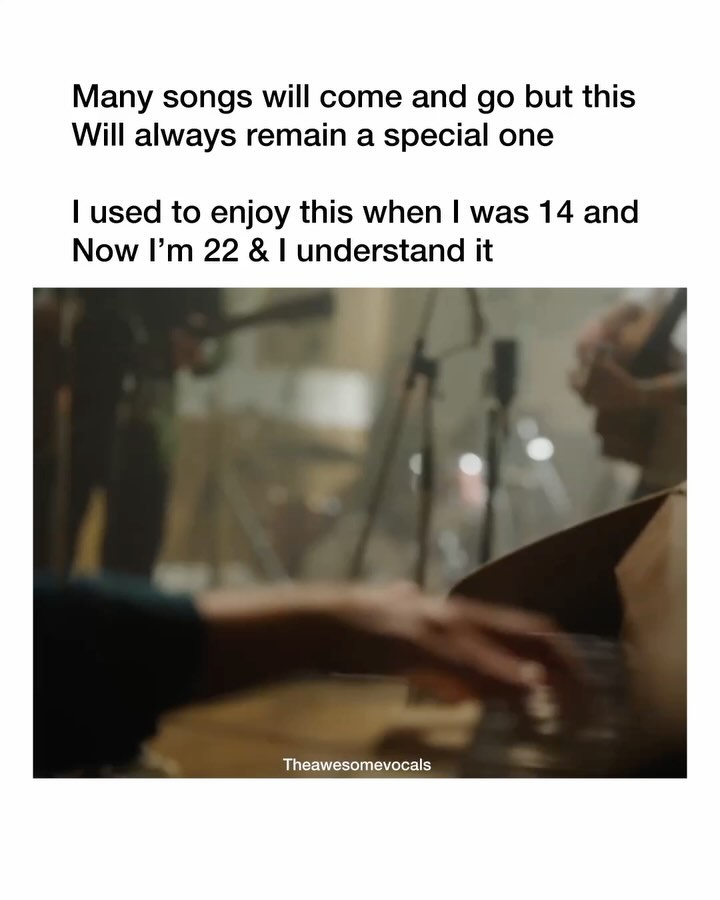 Many songs will come and go but this
Will always remain a special one
I used to enjoy this when I was 14 and
Now I’m 22 & I understand it
Theawesomevocals